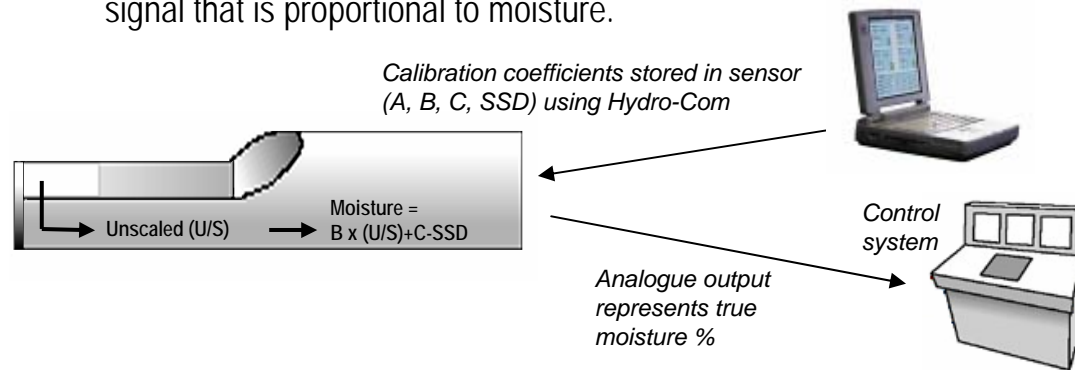 signal that is proportional to moisture.
Calibration coefficients stored in sensor
(A, B, C, SSD) using Hydro-Com
Unscaled (U/S)
Moisture =
B x (U/S)+C-SSD
Control
system
Analogue output
represents true
moisture %